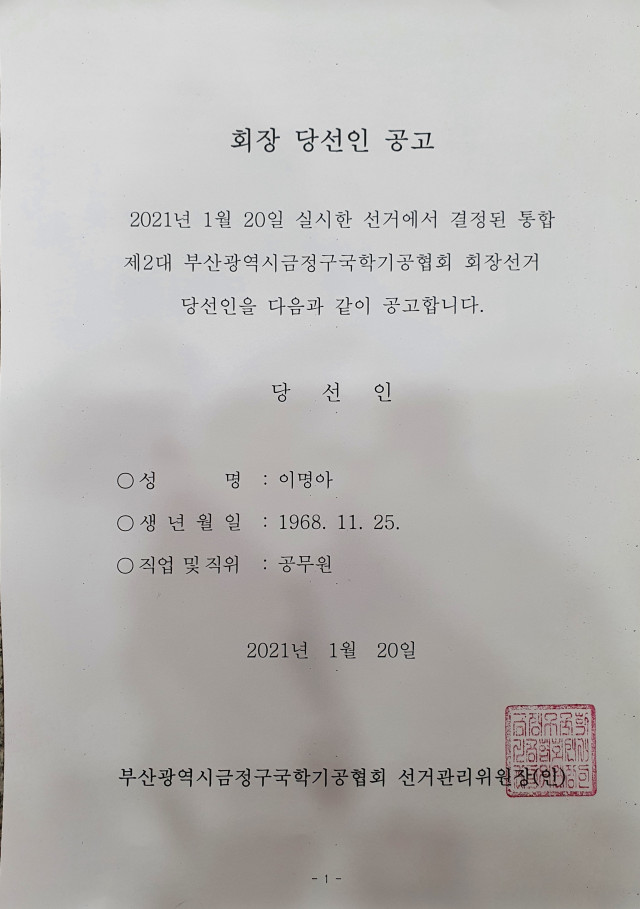 회장 당선인 공고
2021년 1월 20일 실시한 선거에서 결정된 통합
제2대 부산광역시금정구국학기공협회 회장선거
당선인을 다음과 같이 공고합니다.
당 선 인
○ 성 명 : 이명아
○ 생 년 월 일 : 1968. 11. 25.
○ 직업 및 직위 : 공무원
2021년 1월 20일
부산광역시금정구국학기공협회 선거관리위원장(인)
- 1 -